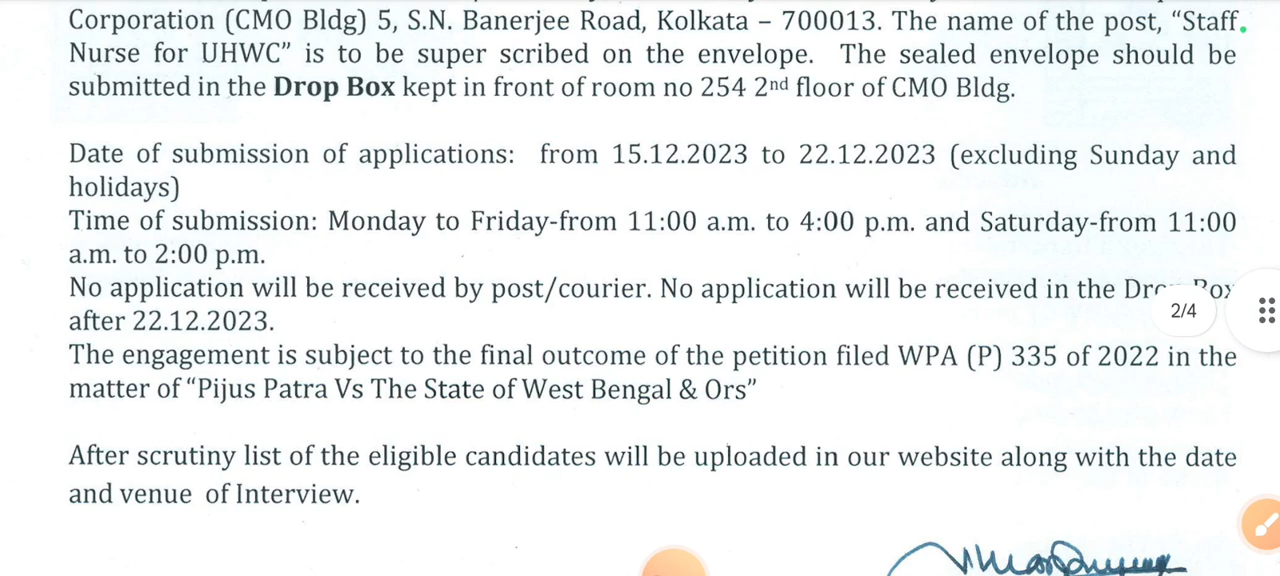 Corporation (CMO Bldg) 5, S.N. Banerjee Road, Kolkata – 700013. The name of the post, “Staff
Nurse for UHWC” is to be super scribed on the envelope. The sealed envelope should be
submitted in the Drop Box kept in front of room no 254 2nd floor of CMO Bldg.
Date of submission of applications: from 15.12.2023 to 22.12.2023 (excluding Sunday and
holidays)
Time of submission: Monday to Friday-from 11:00 a.m. to 4:00 p.m. and Saturday-from 11:00
a.m. to 2:00 p.m.
No application will be received by post/courier. No application will be received in the Box
2/4
after 22.12.2023.
The engagement is subject to the final outcome of the petition filed WPA (P) 335 of 2022 in the
matter of “Pijus Patra Vs The State of West Bengal & Ors”
After scrutiny list of the eligible candidates will be uploaded in our website along with the date
and venue of Interview.